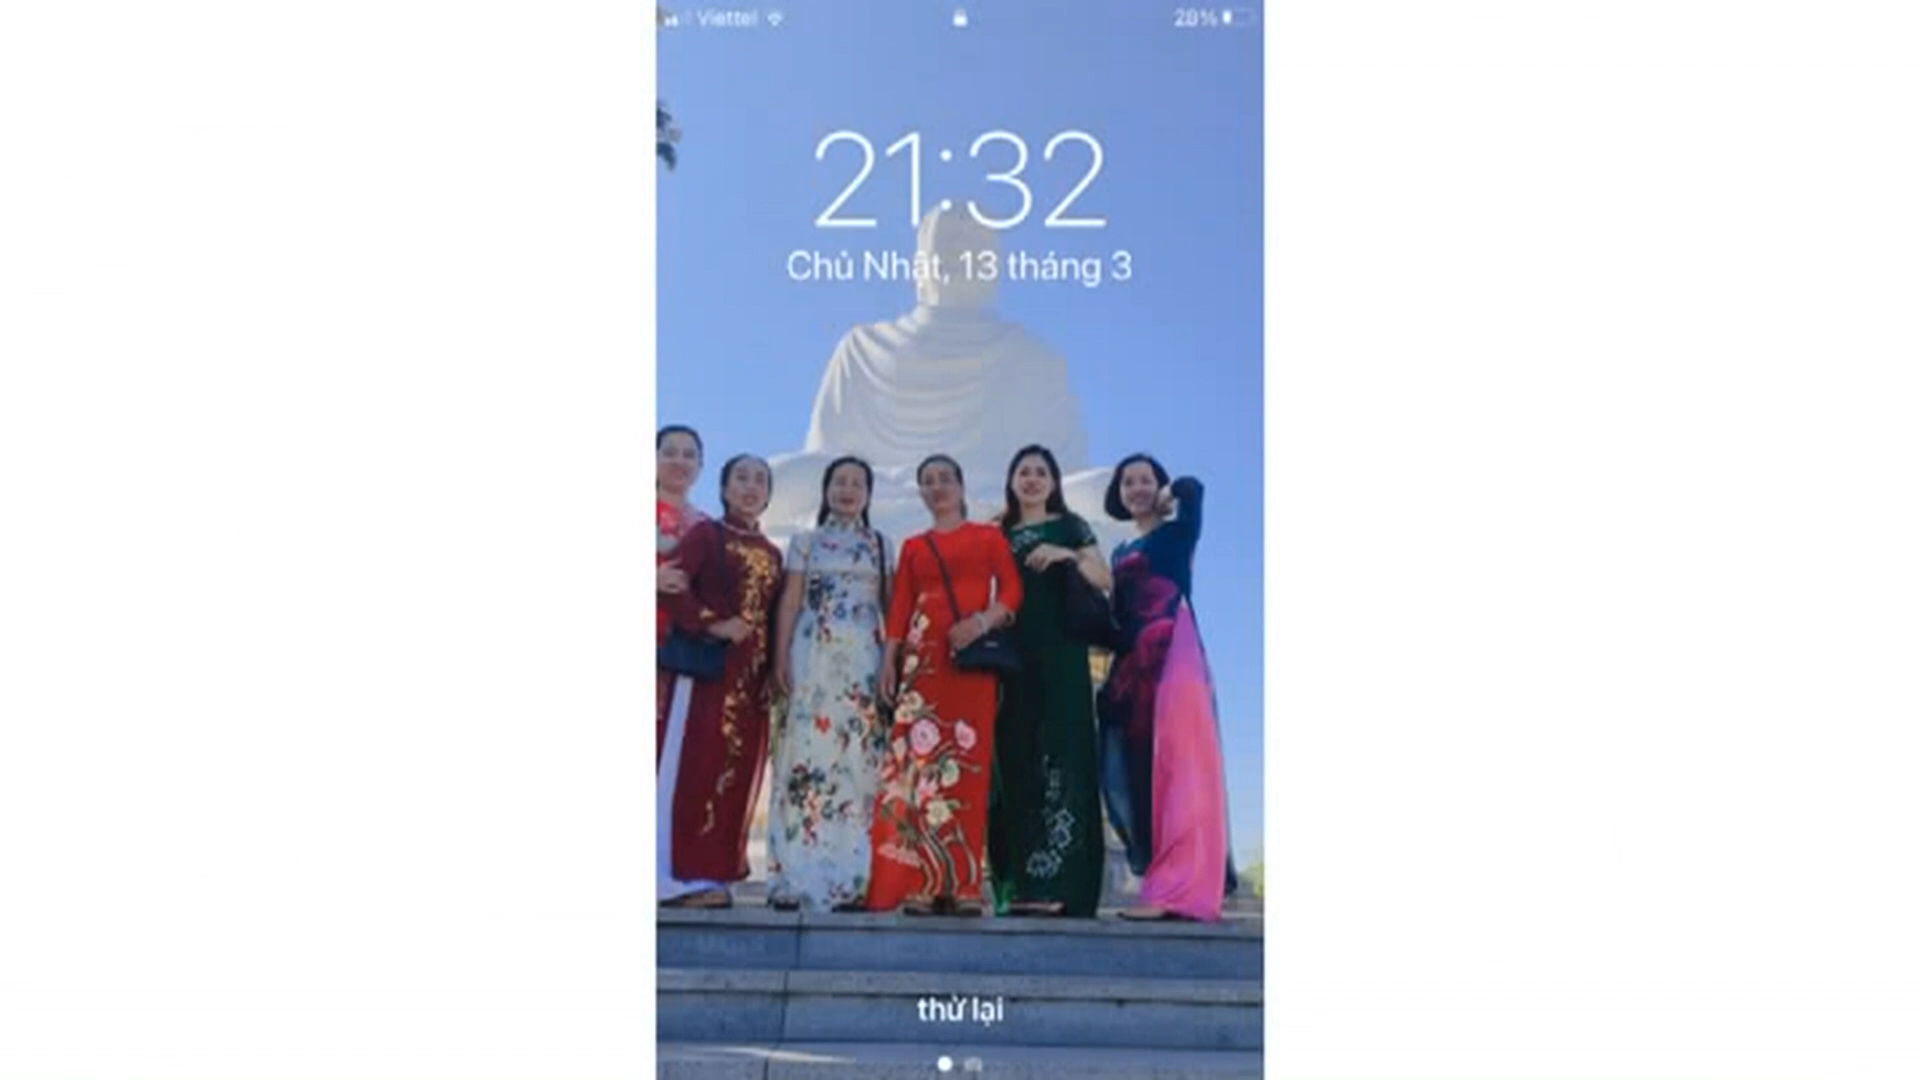 Viettel 28%
21:32
Chủ Nhật, 13 tháng 3
thử lại